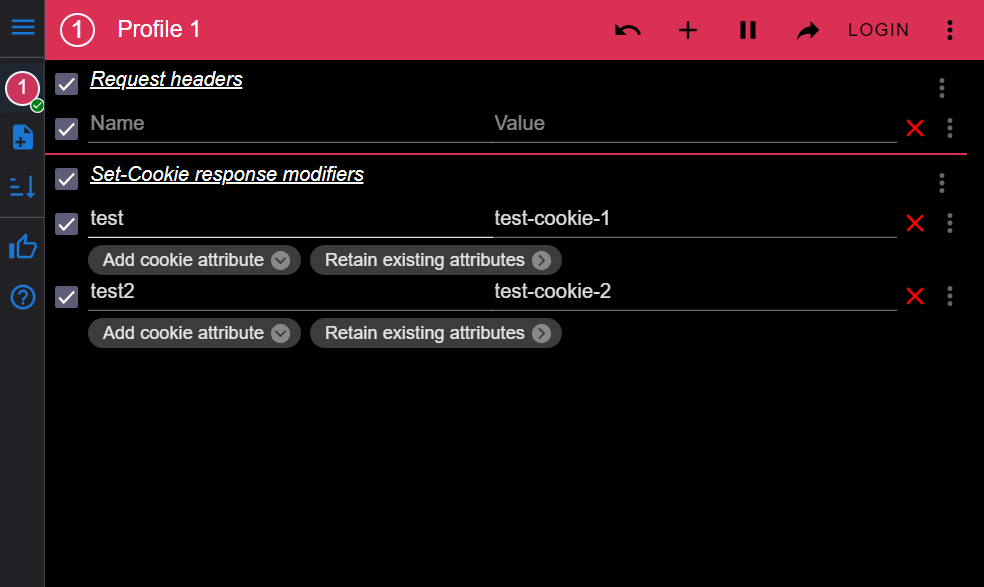 1 Profile 1 LOGIN
1
Request headers
Name Value
Set-Cookie response modifiers
test test-cookie-1
Add cookie attribute Retain existing attributes
test2 test-cookie-2
Add cookie attribute Retain existing attributes